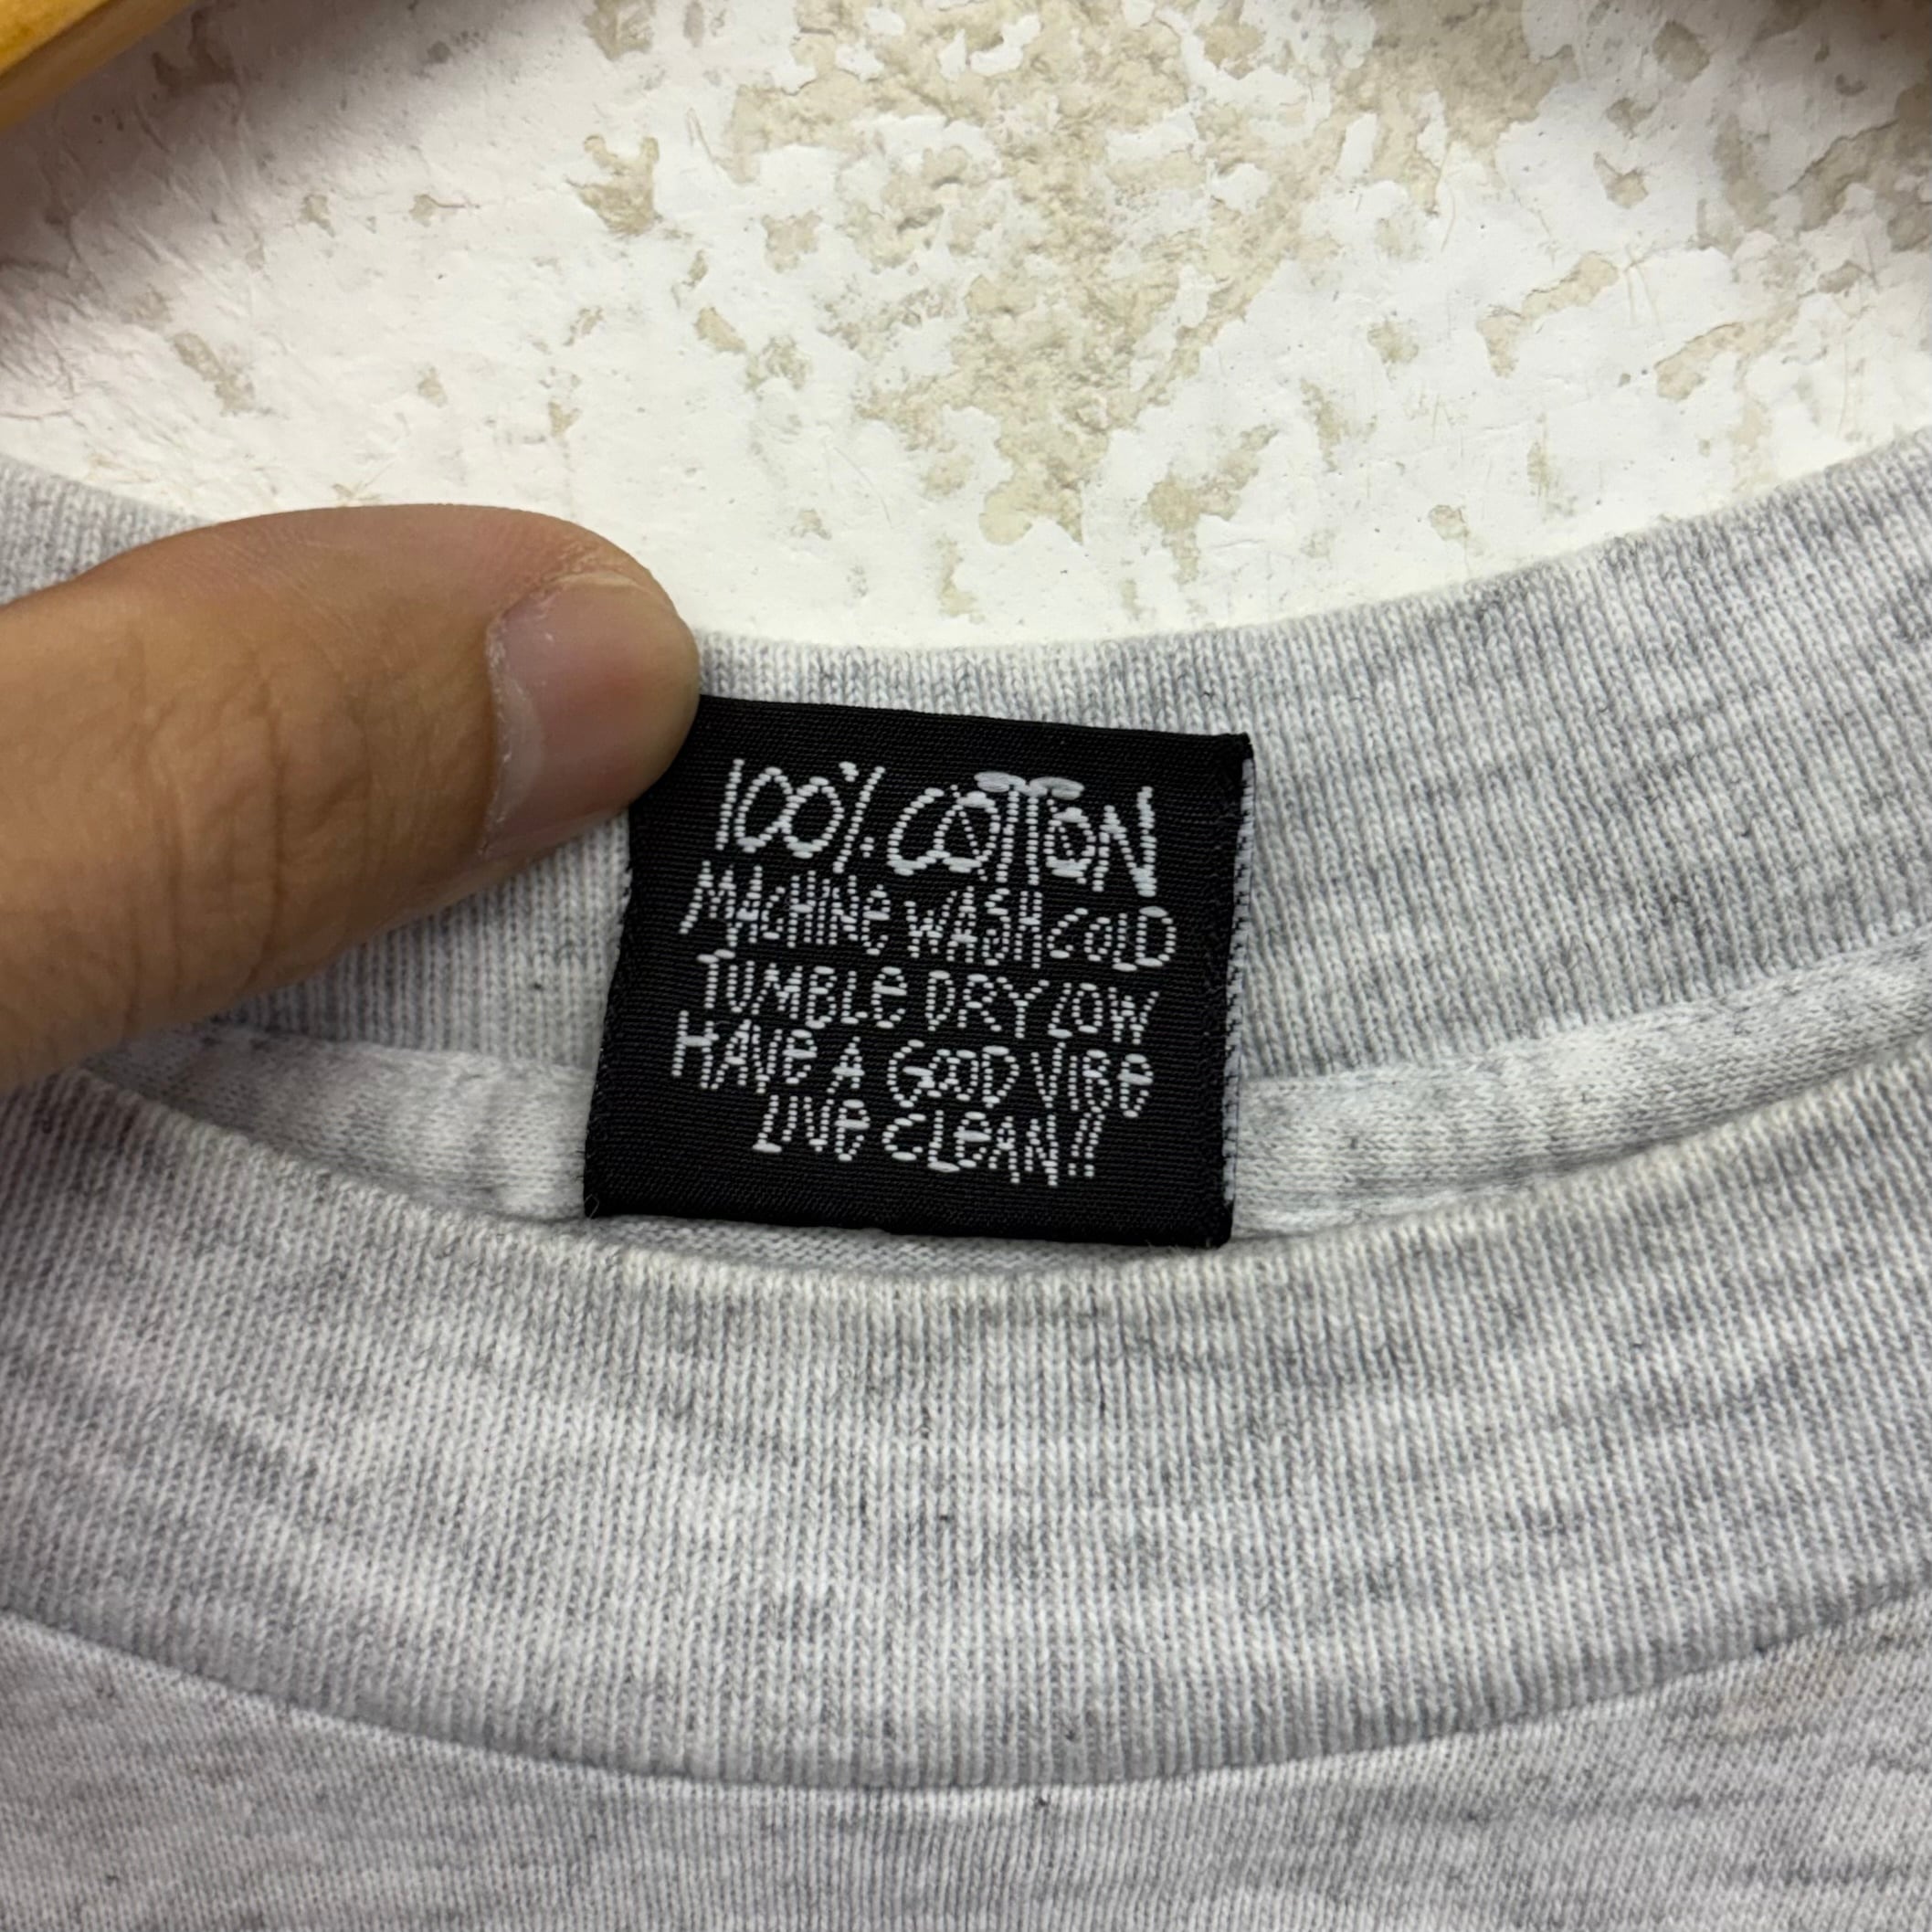 100% COTTON
MACHINE WASH COLD
TUMBLE DRY LOW
HAVE A GOOD VIBE
LIVE CLEAN!!